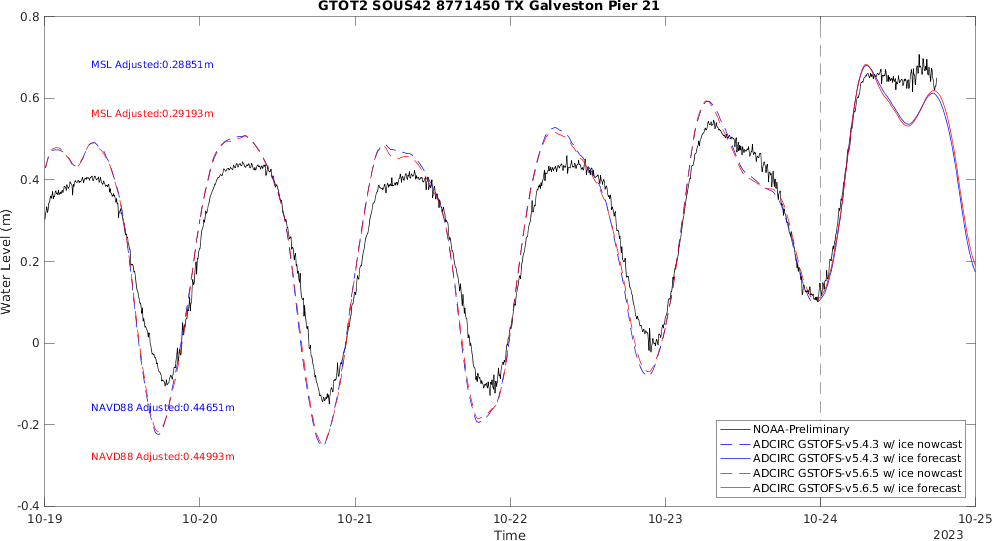 GTOT2 SOUS42 8771450 TX Galveston Pier 21
0.8
0.6
0.4
0.2
0
-0.2
-0.4
Water Level (m)
MSL Adjusted:0.28851m
MSL Adjusted:0.29193m
NAVD88 Adjusted:0.44651m
NAVD88 Adjusted:0.44993m
NOAA-Preliminary
ADCIRC GSTOFS-v5.4.3 w/ ice nowcast
ADCIRC GSTOFS-v5.4.3 w/ ice forecast
ADCIRC GSTOFS-v5.6.5 w/ ice nowcast
ADCIRC GSTOFS-v5.6.5 w/ ice forecast
10-19 10-20 10-21 10-22 10-23 10-24 10-25
Time
2023